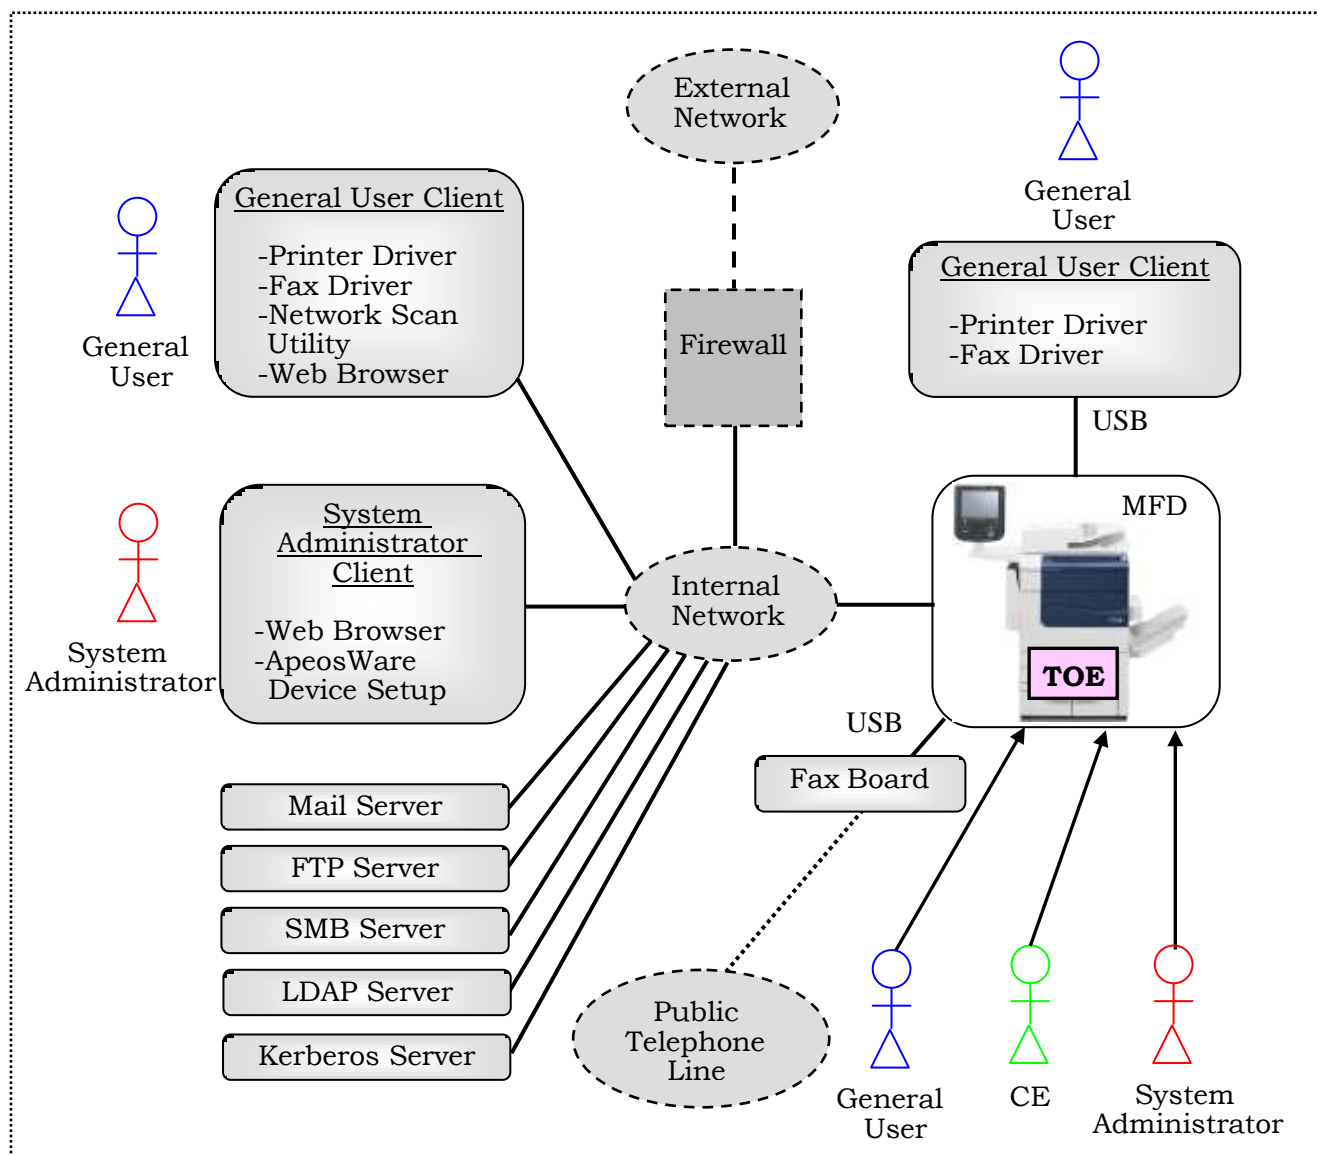 External
Network
General
User
General User Client
-Printer Driver
-Fax Driver
-Network Scan
Utility
-Web Browser
General
User
General User Client
-Printer Driver
-Fax Driver
Firewall
USB
MFD
TOE
System
Administrator
Client
-Web Browser
-ApeosWare
Device Setup
System
Administrator
Internal
Network
USB
Fax Board
Mail Server
FTP Server
SMB Server
LDAP Server
Kerberos Server
Public
Telephone
Line
General
User
CE
System
Administrator